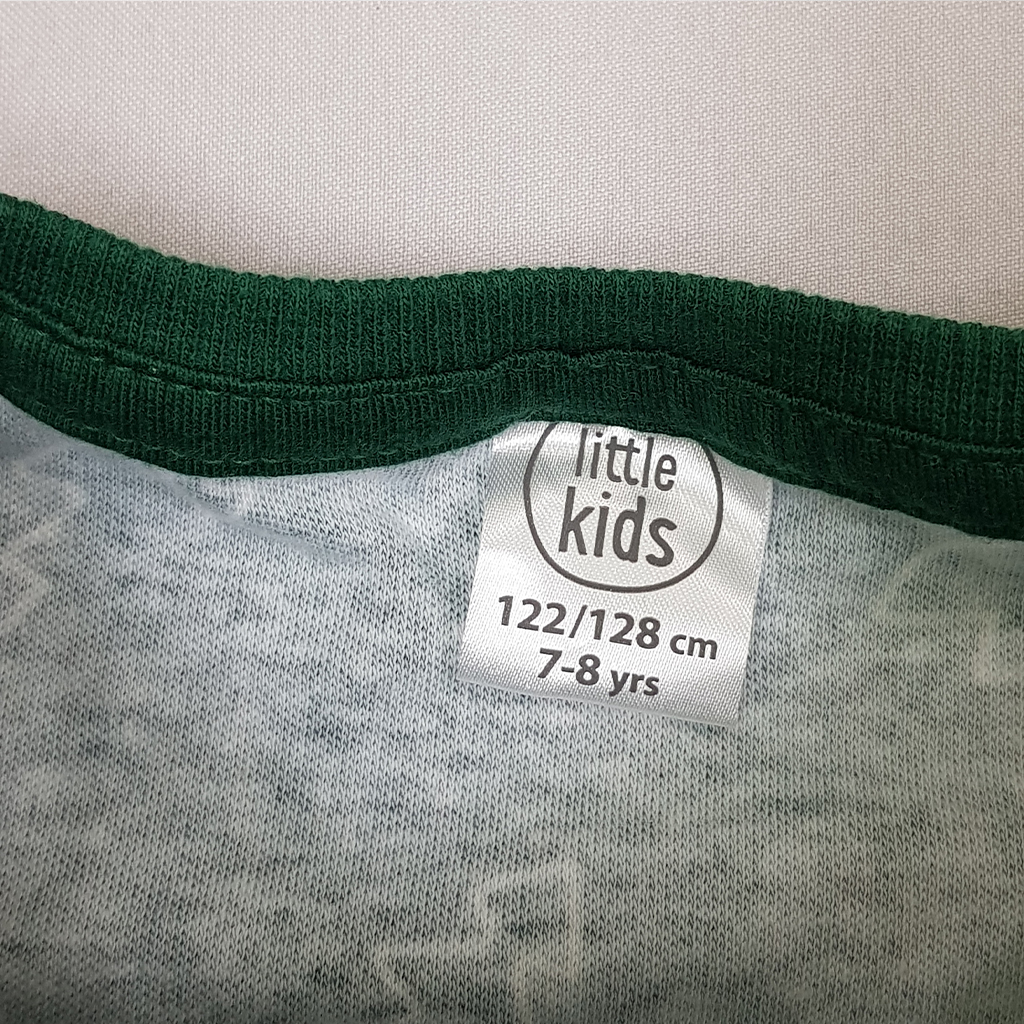 little
kids
122/128 cm
7-8 yrs